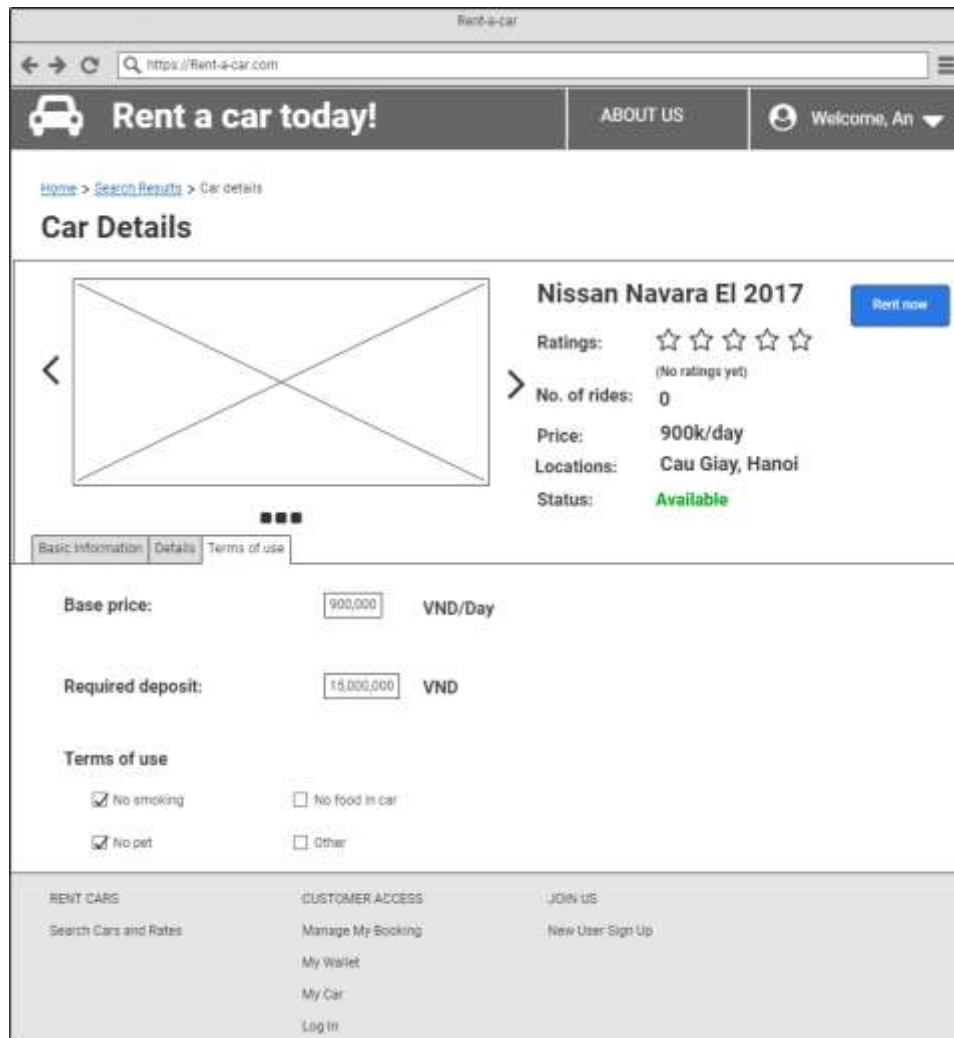 Rent-a-car
https://Rent-a-car.com
Rent a car today!
ABOUT US
Welcome, An
Home > Search Results > Car details
Car Details
Nissan Navara El 2017
Rent now
Ratings:
(No ratings yet)
No. of rides: 0
Price: 900k/day
Locations: Cau Giay, Hanoi
Status: Available
Basic Information Details Terms of use
Base price: 900,000 VND/Day
Required deposit: 15,000,000 VND
Terms of use
No smoking No food in car
No pet Other
RENT CARS CUSTOMER ACCESS JOIN US
Search Cars and Rates Manage My Booking New User Sign Up
My Wallet
My Car
Log In